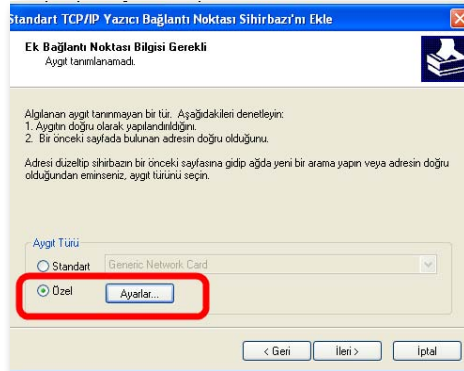 Standart TCP/IP Yazıcı Bağlantı Noktası Sihirbazı'nı Ekle
Ek Bağlantı Noktası Bilgisi Gerekli
Aygıt tanımlanamadı.
Algılanan aygıt tanınmayan bir tür. Aşağıdakileri denetleyin:
1. Aygıtın doğru olarak yapılandırıldığını.
2. Bir önceki sayfada bulunan adresin doğru olduğunu.
Adresi düzeltip sihirbazın bir önceki sayfasına gidip ağda yeni bir arama yapın veya adresin doğru
olduğundan eminseniz, aygıt türünü seçin.
Aygıt Türü
Standart Generic Network Card
Özel Ayarlar...
< Geri İleri > İptal